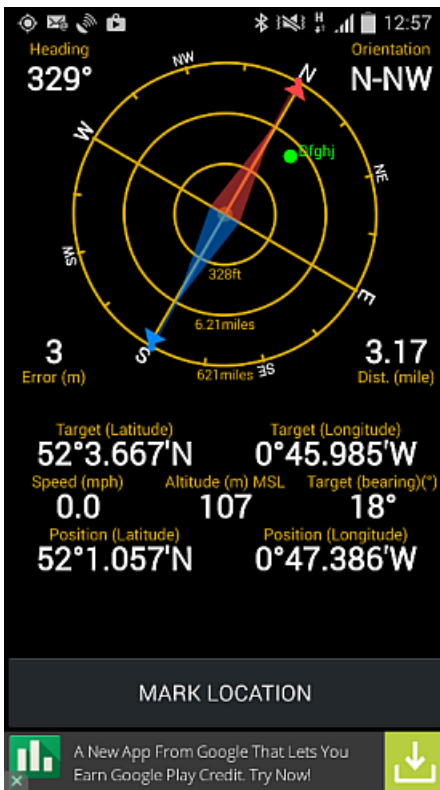 12:57
Heading
Orientation
329°
N-NW
NW
N
W
Dfghj
NE
SW
328ft
E
6.21miles
S
621miles
SE
3
3.17
Error (m)
Dist. (mile)
Target (Latitude)
Target (Longitude)
52°3.667'N
0°45.985'W
Speed (mph)
Altitude (m) MSL
Target (bearing)(°)
0.0
107
18°
Position (Latitude)
Position (Longitude)
52°1.057'N
0°47.386'W
MARK LOCATION
A New App From Google That Lets You
Earn Google Play Credit. Try Now!